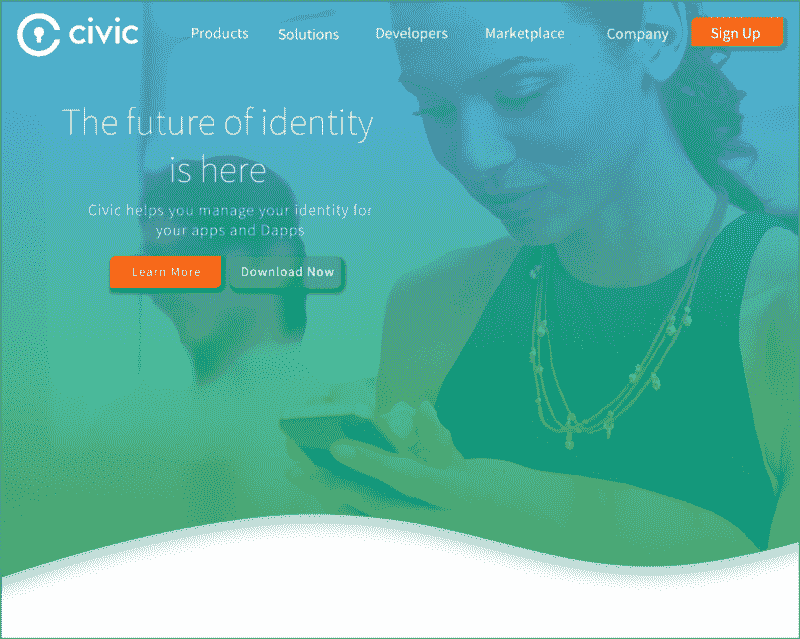 civic
Products Solutions Developers Marketplace Company Sign Up
The future of identity
is here
Civic helps you manage your identity for
your apps and Dapps
Learn More Download Now